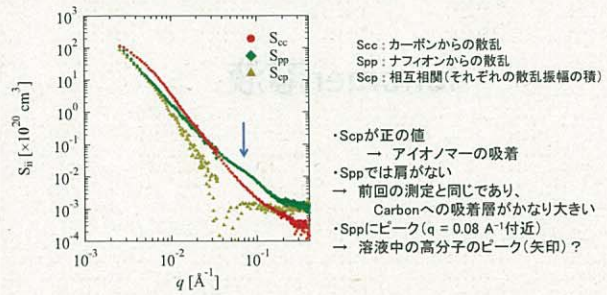 10²
10¹
10⁰
10⁻¹
10⁻²
10⁻³
10⁻⁴
S_ii [×10²⁰ cm³]
S_cc
S_pp
S_cp
10⁻³
10⁻²
10⁻¹
q [Å⁻¹]
Scc : カーボンからの散乱
Spp : ナフィオンからの散乱
Scp : 相互相関(それぞれの散乱振幅の積)
・Scpが正の値
→ アイオノマーの吸着
・Sppでは肩がない
→ 前回の測定と同じであり、
Carbonへの吸着層がかなり大きい
・Sppにピーク(q = 0.08 A⁻¹付近)
→ 溶液中の高分子のピーク(矢印)?